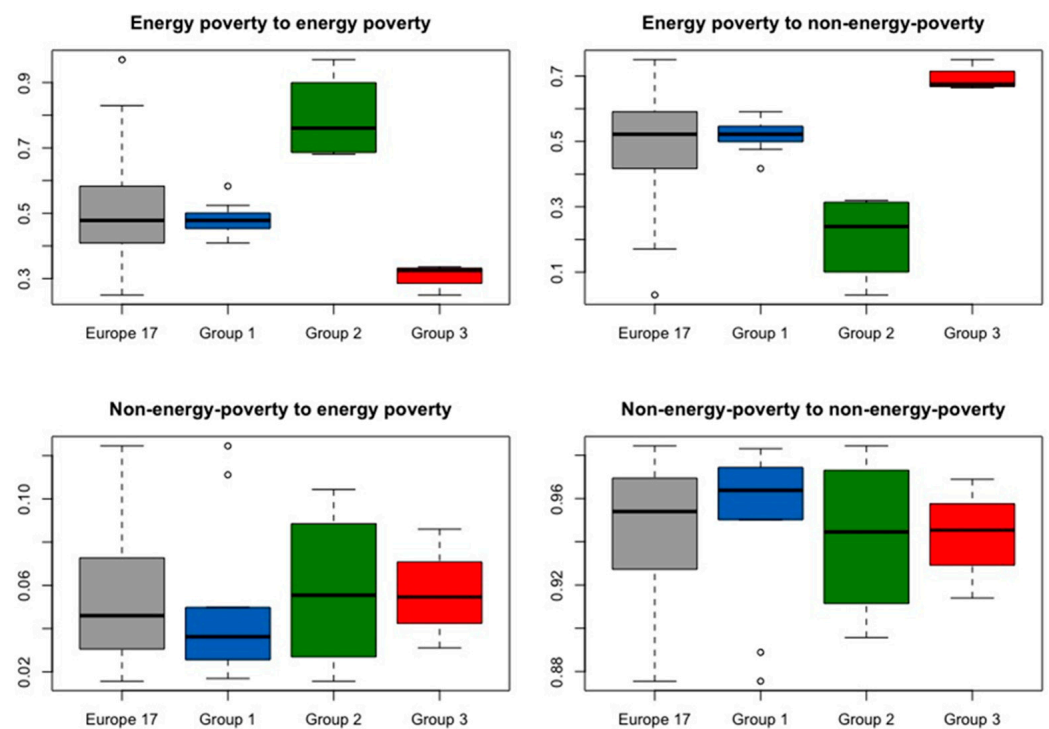 Energy poverty to energy poverty
0.9
0.7
0.5
0.3
Europe 17
Group 1
Group 2
Group 3
Energy poverty to non-energy-poverty
0.7
0.5
0.3
0.1
Europe 17
Group 1
Group 2
Group 3
Non-energy-poverty to energy poverty
0.10
0.06
0.02
Europe 17
Group 1
Group 2
Group 3
Non-energy-poverty to non-energy-poverty
0.96
0.92
0.88
Europe 17
Group 1
Group 2
Group 3